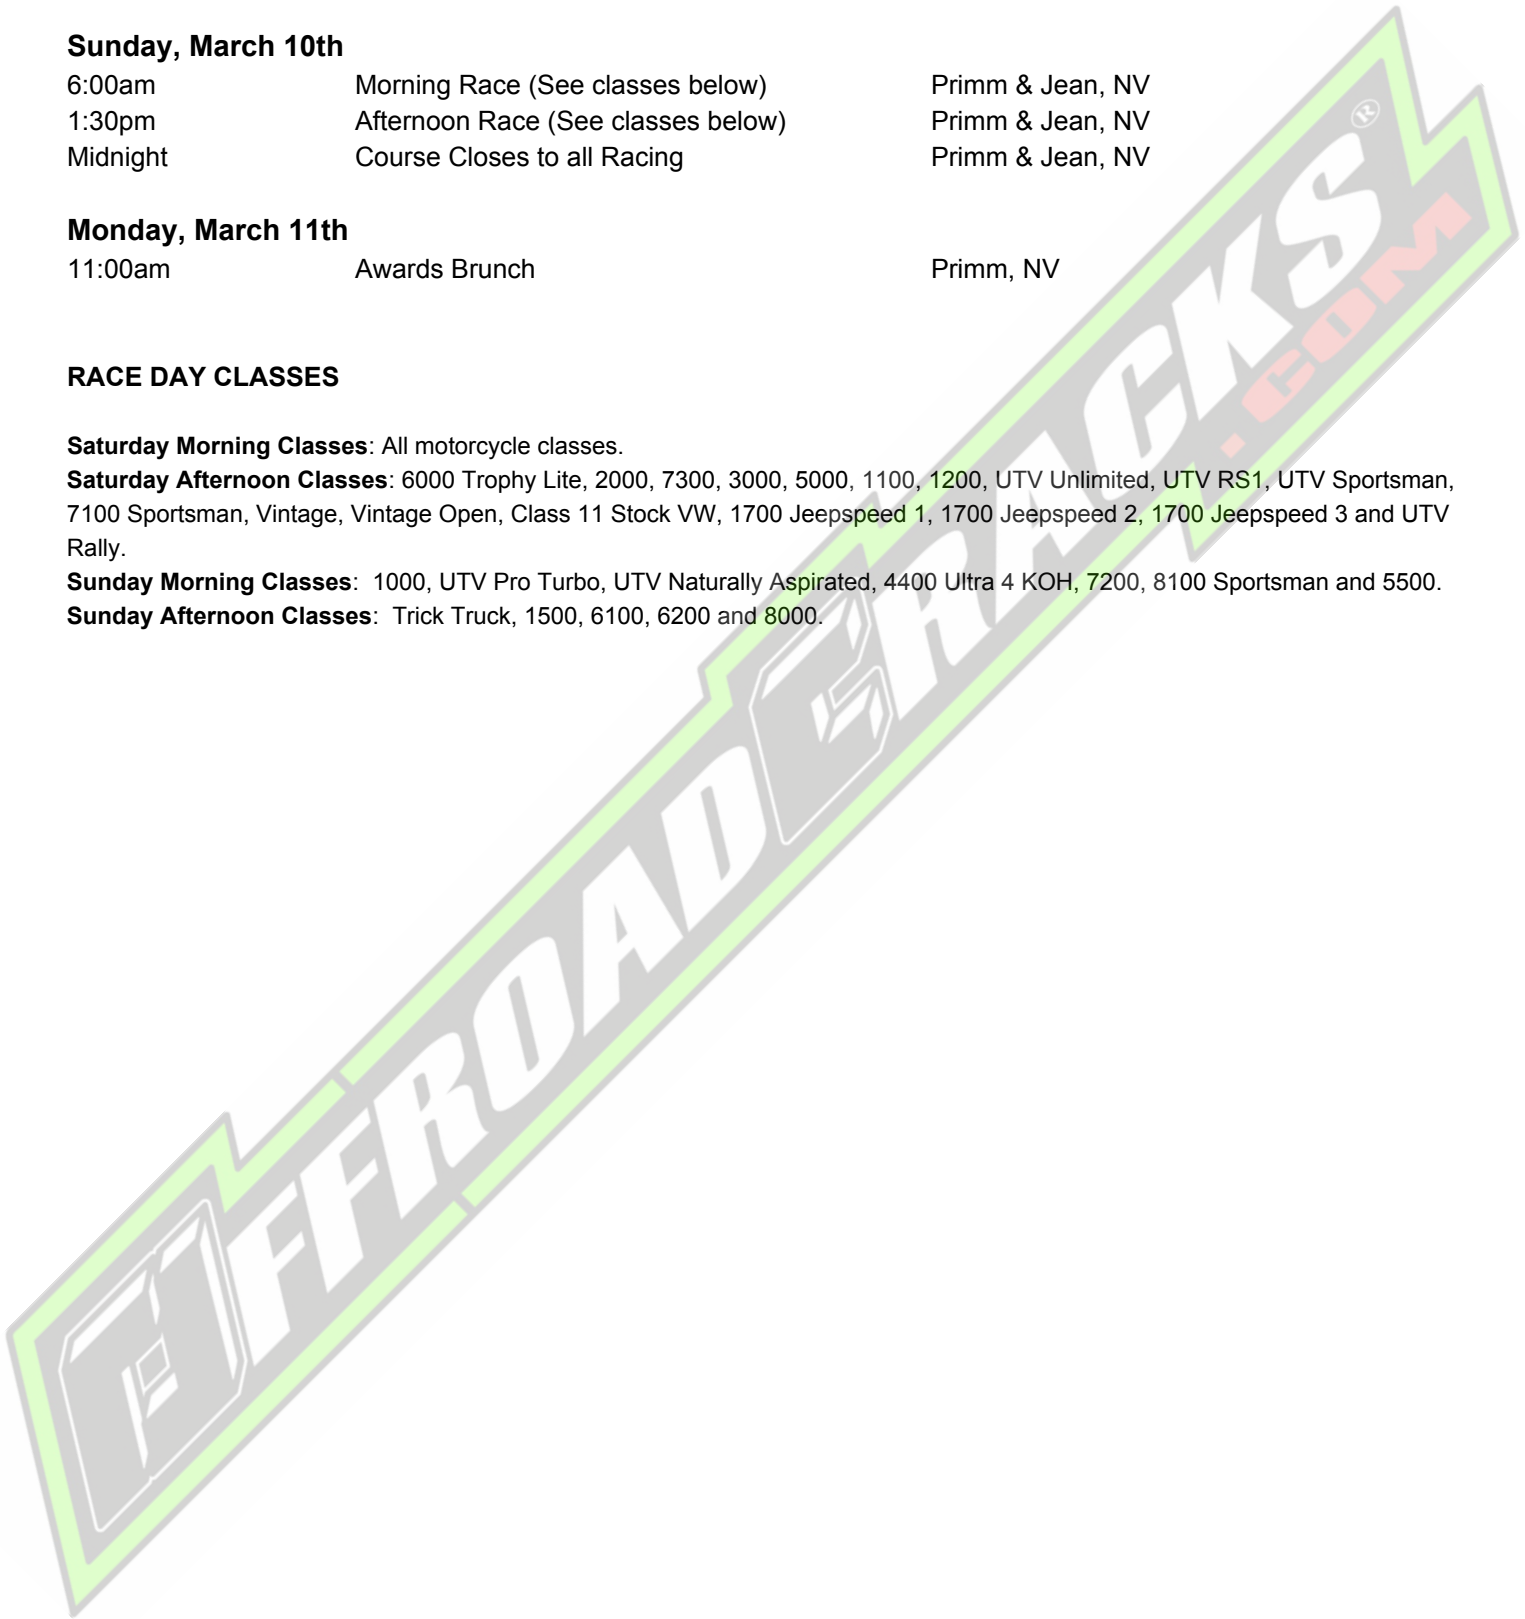 Sunday, March 10th
6:00am Morning Race (See classes below) Primm & Jean, NV
1:30pm Afternoon Race (See classes below) Primm & Jean, NV
Midnight Course Closes to all Racing Primm & Jean, NV
Monday, March 11th
11:00am Awards Brunch Primm, NV
RACE DAY CLASSES
Saturday Morning Classes: All motorcycle classes.
Saturday Afternoon Classes: 6000 Trophy Lite, 2000, 7300, 3000, 5000, 1100, 1200, UTV Unlimited, UTV RS1, UTV Sportsman,
7100 Sportsman, Vintage, Vintage Open, Class 11 Stock VW, 1700 Jeepspeed 1, 1700 Jeepspeed 2, 1700 Jeepspeed 3 and UTV
Rally.
Sunday Morning Classes: 1000, UTV Pro Turbo, UTV Naturally Aspirated, 4400 Ultra 4 KOH, 7200, 8100 Sportsman and 5500.
Sunday Afternoon Classes: Trick Truck, 1500, 6100, 6200 and 8000.
OFFROADCRACKS®
.COM